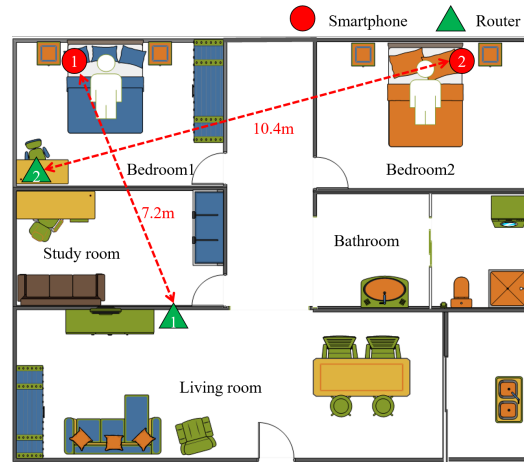 Smartphone
Router
1
2
10.4m
Bedroom1
Bedroom2
2
7.2m
Study room
Bathroom
1
Living room